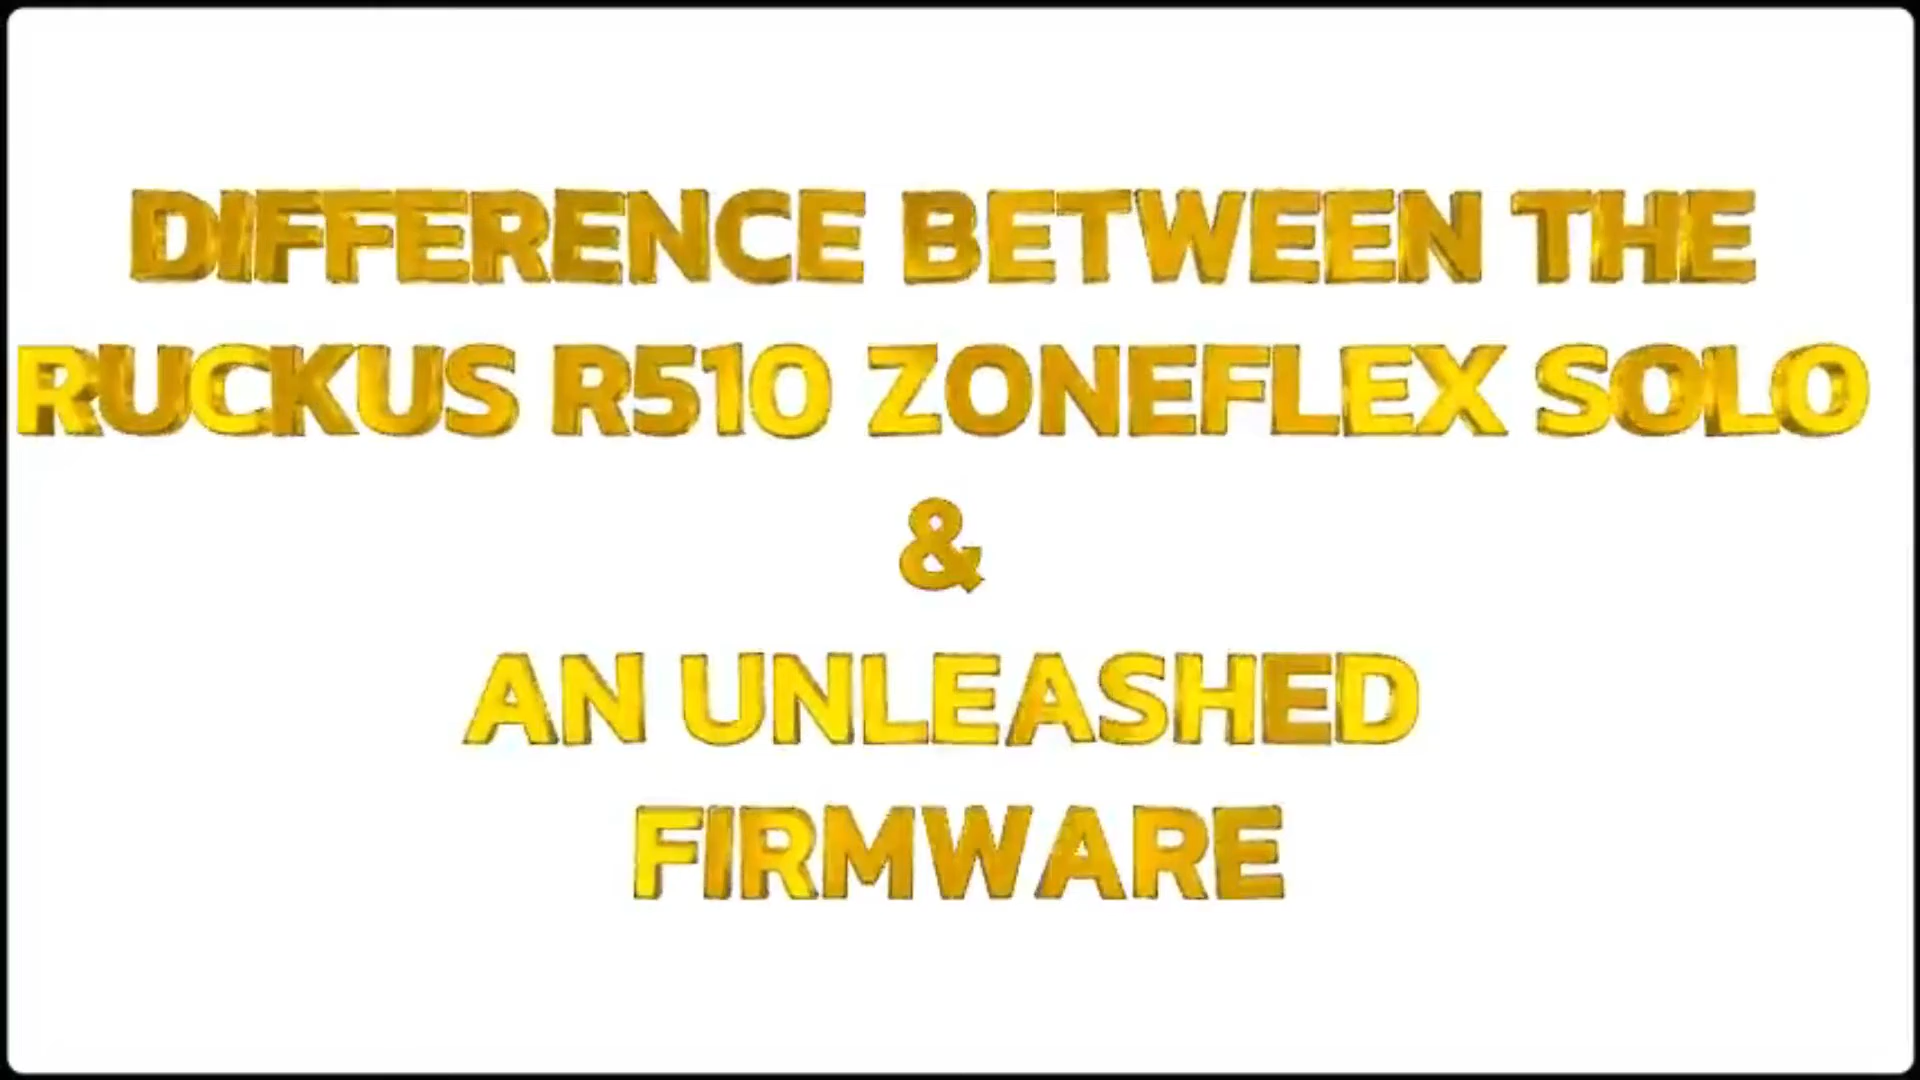 DIFFERENCE BETWEEN THE
RUCKUS R510 ZONEFLEX SOLO
&
AN UNLEASHED
FIRMWARE